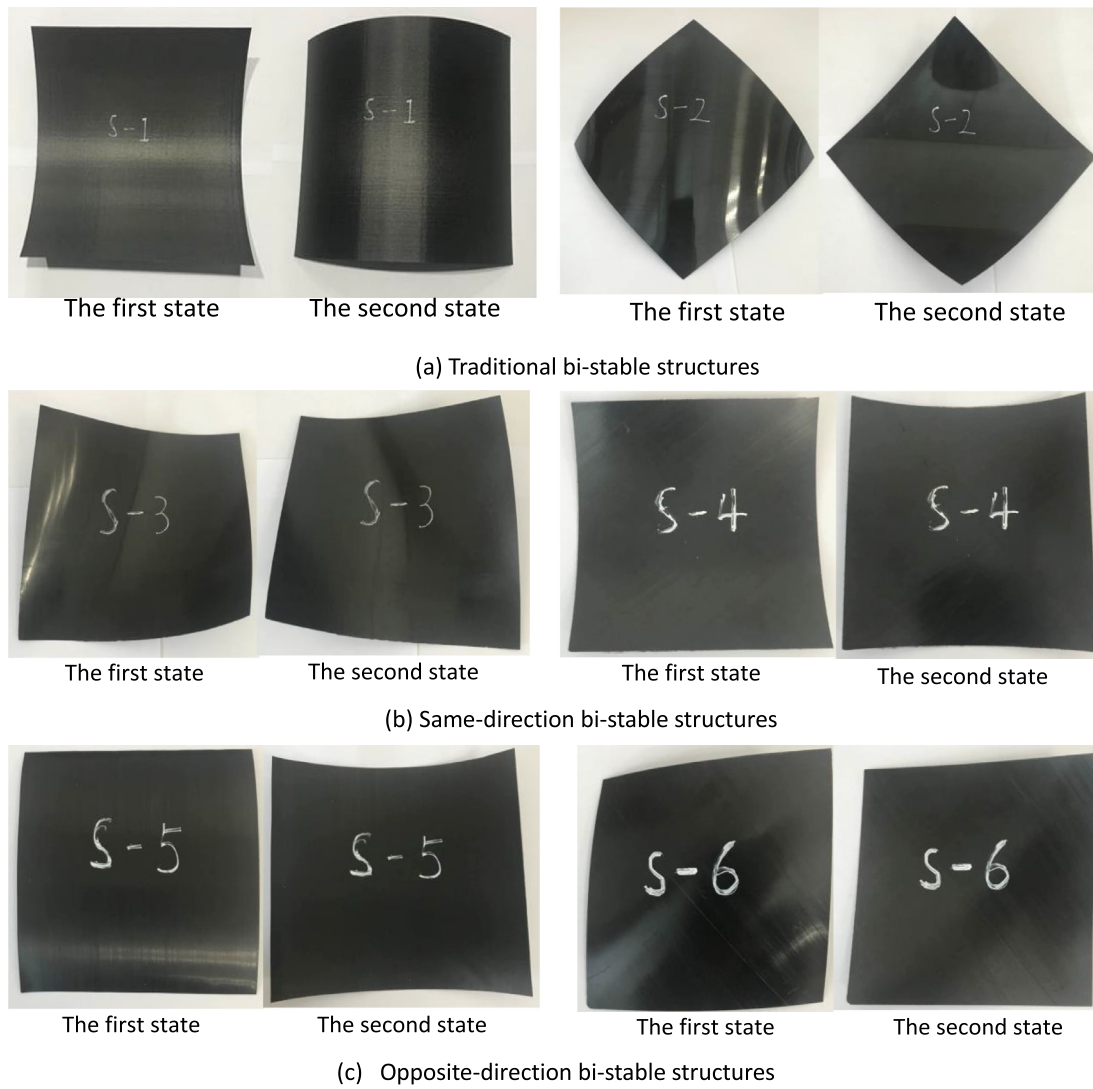 S-1
S-1
S-2
S-2
The first state
The second state
The first state
The second state
(a) Traditional bi-stable structures
S-3
S-3
S-4
S-4
The first state
The second state
The first state
The second state
(b) Same-direction bi-stable structures
S-5
S-5
S-6
S-6
The first state
The second state
The first state
The second state
(c) Opposite-direction bi-stable structures